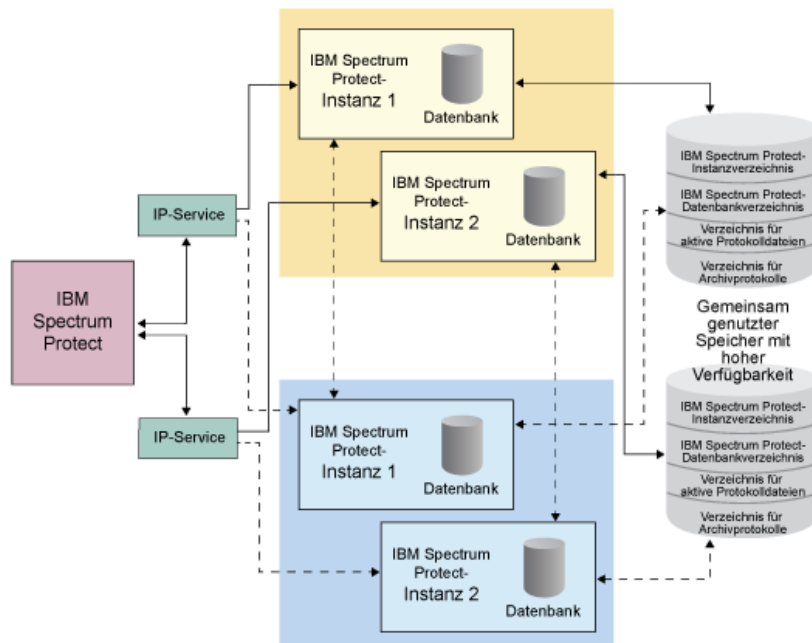 IBM Spectrum
Protect-
Instanz 1
Datenbank
IBM Spectrum
Protect-
Instanz 2
Datenbank
IP-Service
IBM
Spectrum
Protect
IP-Service
IBM Spectrum
Protect-
Instanz 1
Datenbank
IBM Spectrum
Protect-
Instanz 2
Datenbank
IBM Spectrum Protect-
Instanzverzeichnis
IBM Spectrum Protect-
Datenbankverzeichnis
Verzeichnis für
aktive Protokolldateien
Verzeichnis für
Archivprotokolle
Gemeinsam
genutzter
Speicher mit
hoher
Verfügbarkeit
IBM Spectrum Protect-
Instanzverzeichnis
IBM Spectrum Protect-
Datenbankverzeichnis
Verzeichnis für
aktive Protokolldateien
Verzeichnis für
Archivprotokolle